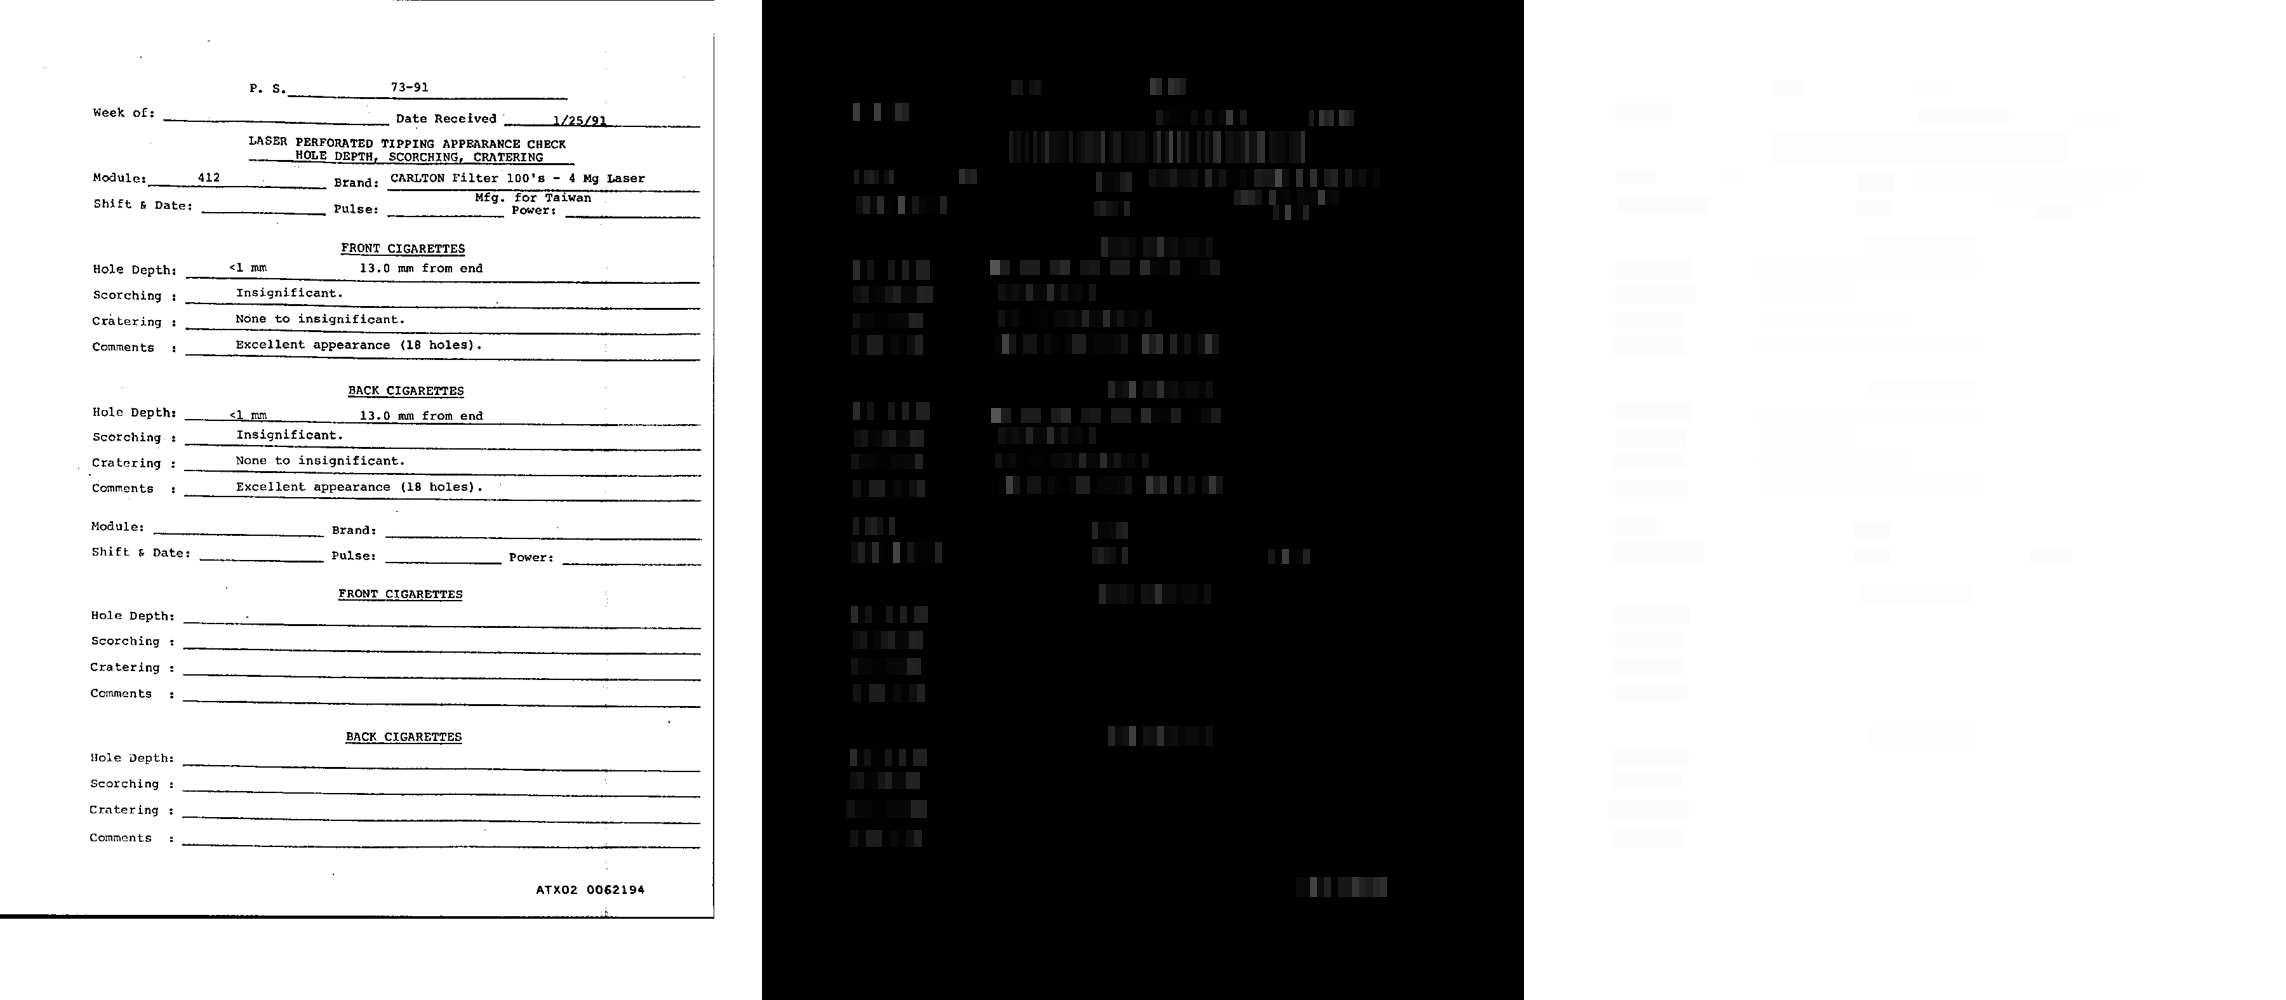 P. S. 73-91
Week of: Date Received 1/25/91
LASER PERFORATED TIPPING APPEARANCE CHECK
HOLE DEPTH, SCORCHING, CRATERING
Module: 412 Brand: CARLTON Filter 100's - 4 Mg Laser
Mfg. for Taiwan
Shift & Date: Pulse: Power:
FRONT CIGARETTES
Hole Depth: <1 mm 13.0 mm from end
Scorching : Insignificant.
Cratering : None to insignificant.
Comments : Excellent appearance (18 holes).
BACK CIGARETTES
Hole Depth: <1 mm 13.0 mm from end
Scorching : Insignificant.
Cratering : None to insignificant.
Comments : Excellent appearance (18 holes).
Module: Brand:
Shift & Date: Pulse: Power:
FRONT CIGARETTES
Hole Depth:
Scorching :
Cratering :
Comments :
BACK CIGARETTES
Hole Depth:
Scorching :
Cratering :
Comments :
ATX02 0062194